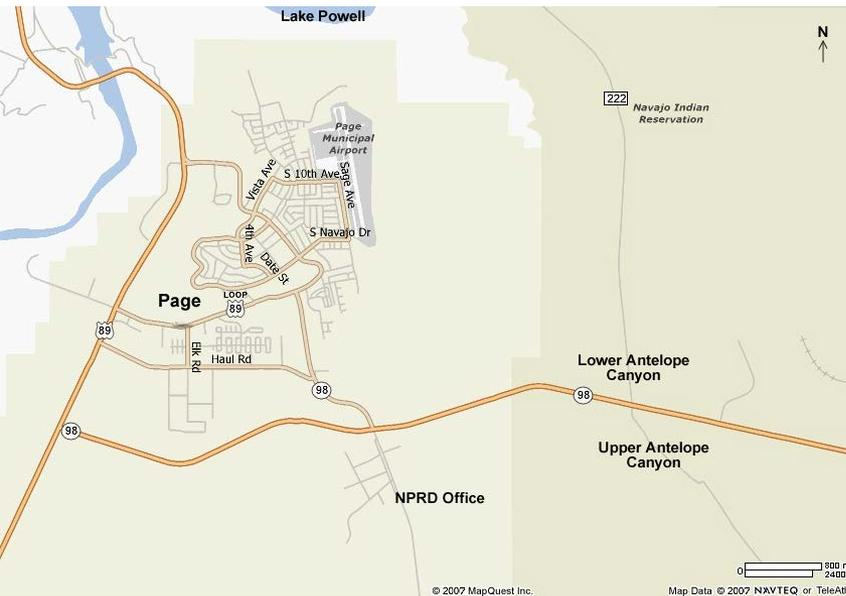 Lake Powell
N
222
Navajo Indian
Reservation
Page
Municipal
Airport
Vista Ave
S 10th Ave
Sage Ave
4th Ave
S Navajo Dr
Date St
Page
LOOP
89
89
Elk Rd
Haul Rd
Lower Antelope
Canyon
98
98
98
Upper Antelope
Canyon
NPRD Office
0
800
2400
© 2007 MapQuest Inc.
Map Data © 2007 NAVTEQ or TeleAt